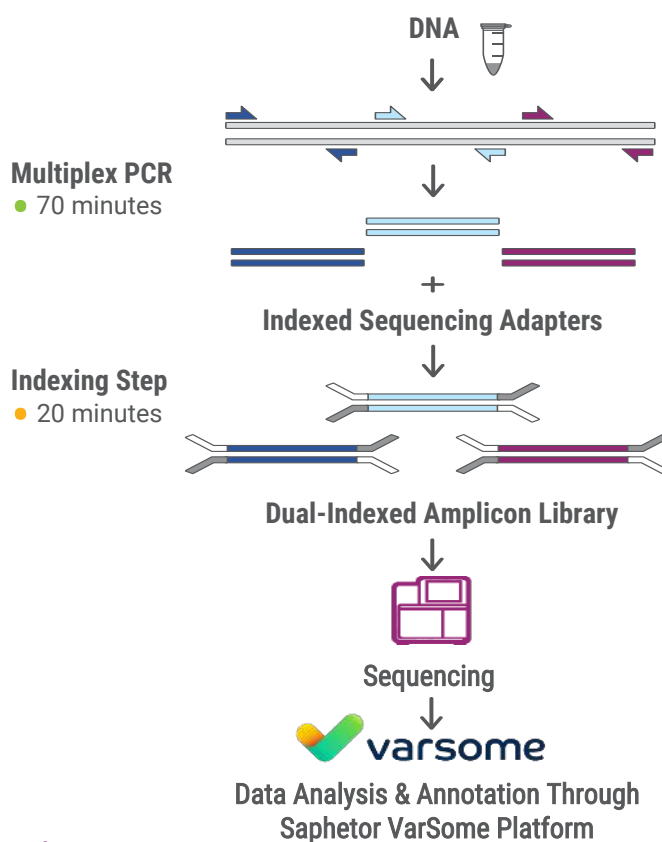 DNA
Multiplex PCR
70 minutes
+
Indexed Sequencing Adapters
Indexing Step
20 minutes
Dual-Indexed Amplicon Library
Sequencing
varsome
Data Analysis & Annotation Through
Saphetor VarSome Platform